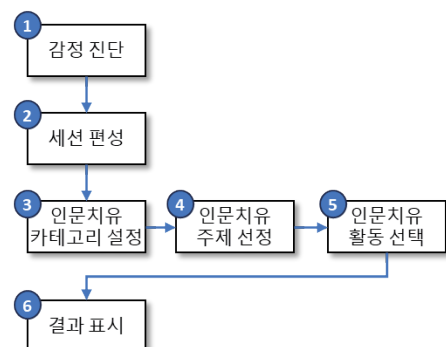 1
감정 진단
2
세션 편성
3
인문치유
카테고리 설정
4
인문치유
주제 선정
5
인문치유
활동 선택
6
결과 표시